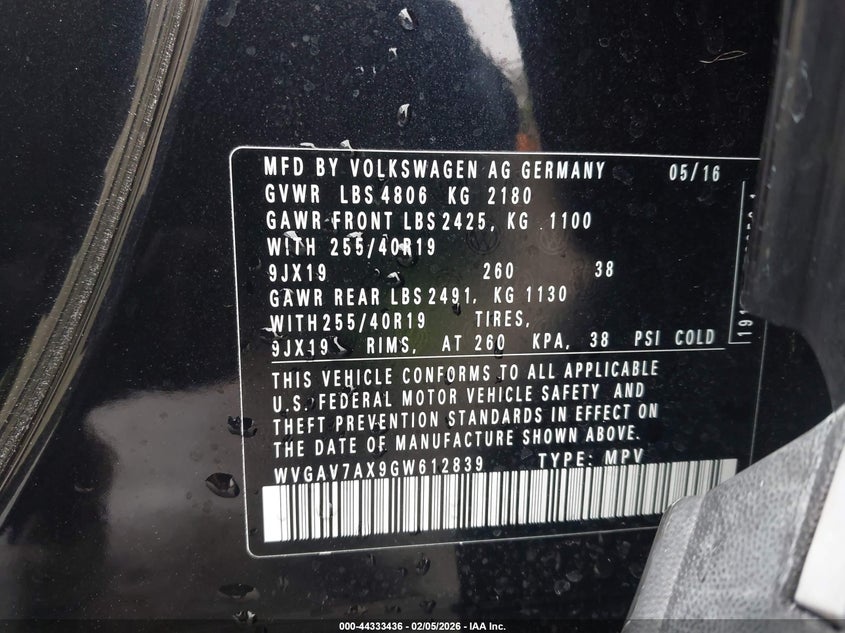 MFD BY VOLKSWAGEN AG GERMANY 05/16
GVWR LBS 4806 KG 2180
GAWR FRONT LBS 2425, KG 1100
WITH 255/40R19
9JX19 260 38
GAWR REAR LBS 2491, KG 1130
WITH 255/40R19 TIRES,
9JX19 RIMS, AT 260 KPA, 38 PSI COLD
THIS VEHICLE CONFORMS TO ALL APPLICABLE
U.S. FEDERAL MOTOR VEHICLE SAFETY AND
THEFT PREVENTION STANDARDS IN EFFECT ON
THE DATE OF MANUFACTURE SHOWN ABOVE.
WVGAV7AX9GW612839 TYPE: MPV
000-44333436 - 02/05/2026 - IAA Inc.